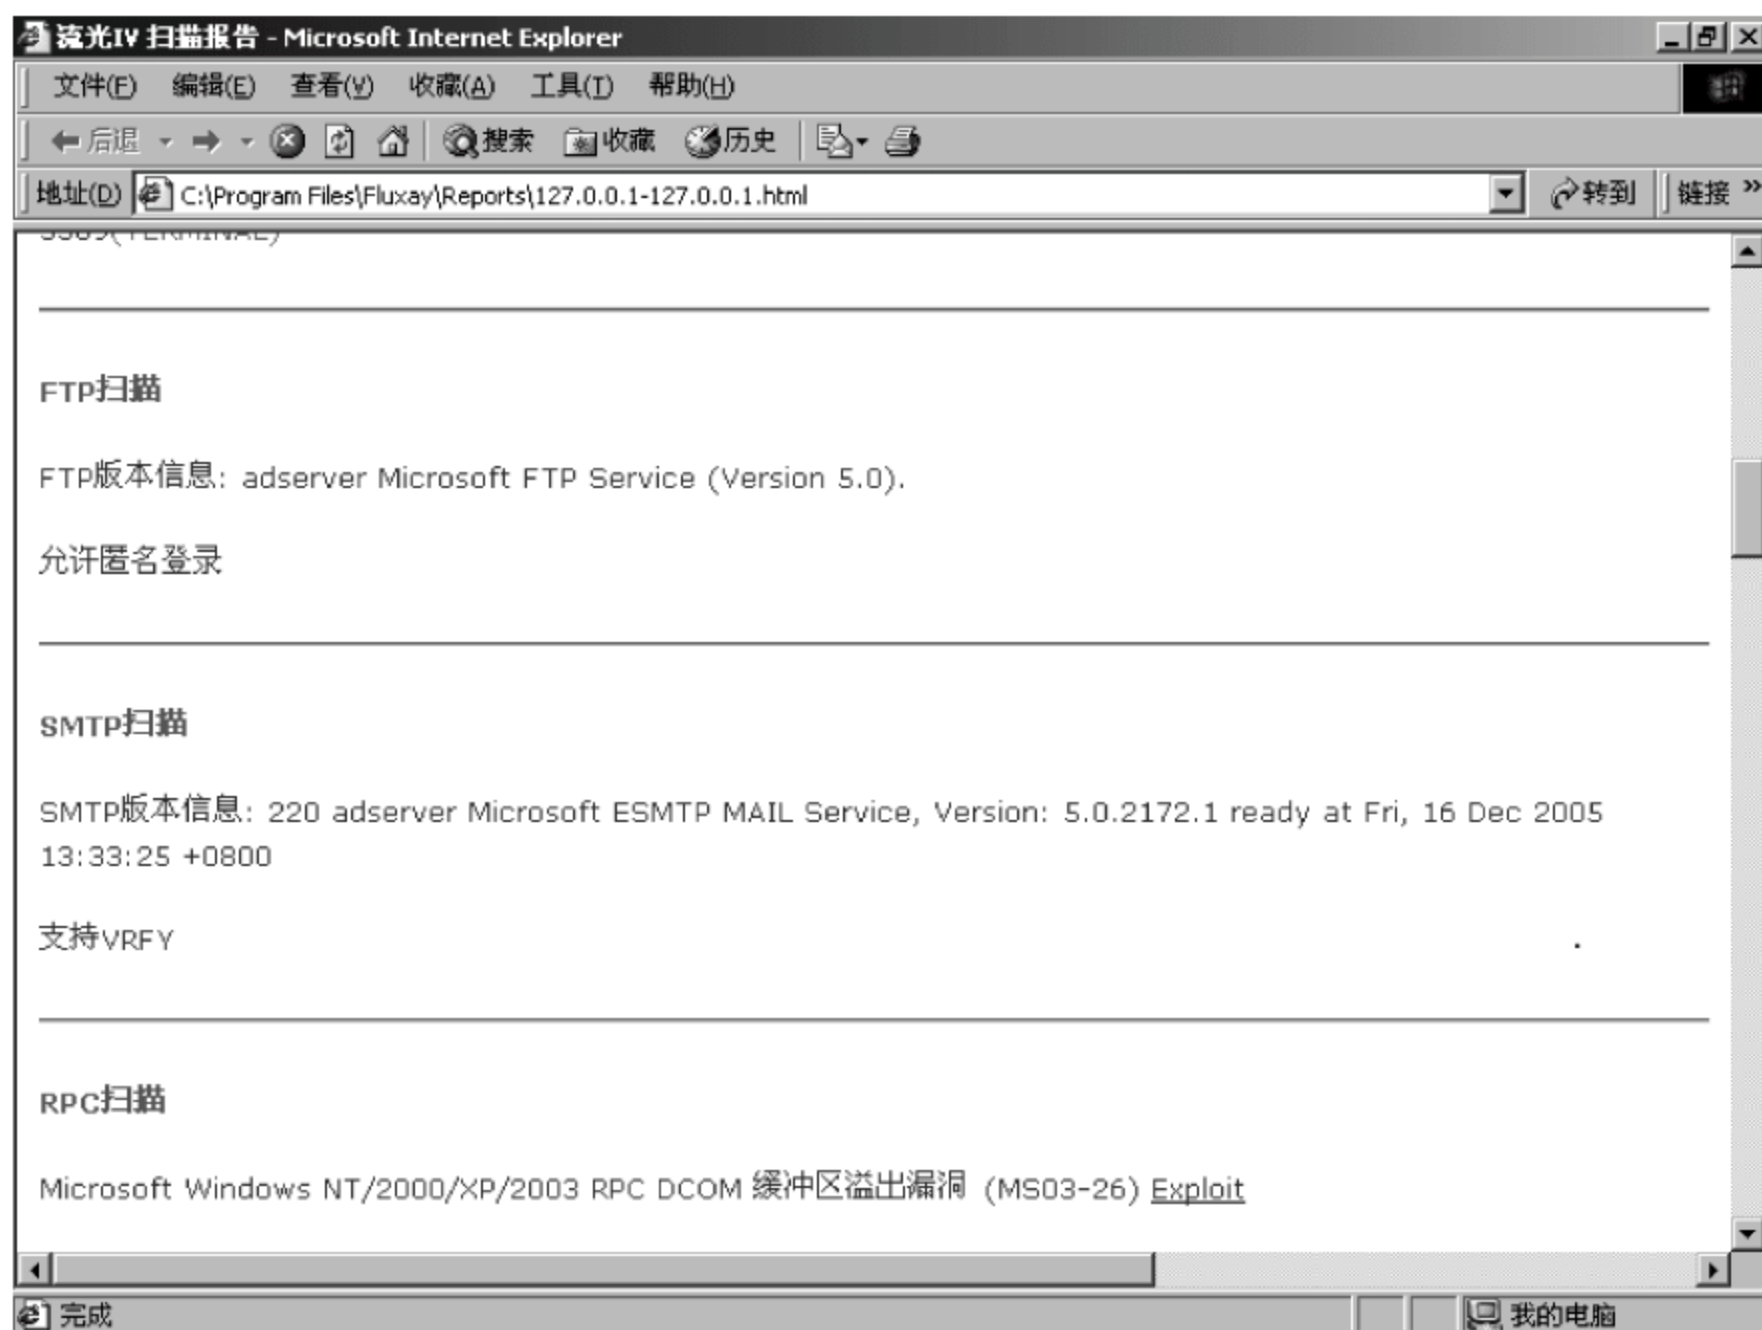 流光IV 扫描报告 - Microsoft Internet Explorer
文件(F) 编辑(E) 查看(V) 收藏(A) 工具(T) 帮助(H)
后退 搜索 收藏 历史
地址(D) C:\Program Files\Fluxay\Reports\127.0.0.1-127.0.0.1.html 转到 链接 »
3389(TERMINAL)
FTP扫描
FTP版本信息: adserver Microsoft FTP Service (Version 5.0).
允许匿名登录
SMTP扫描
SMTP版本信息: 220 adserver Microsoft ESMTP MAIL Service, Version: 5.0.2172.1 ready at Fri, 16 Dec 2005
13:33:25 +0800
支持VRFY
RPC扫描
Microsoft Windows NT/2000/XP/2003 RPC DCOM 缓冲区溢出漏洞 (MS03-26) Exploit
完成 我的电脑